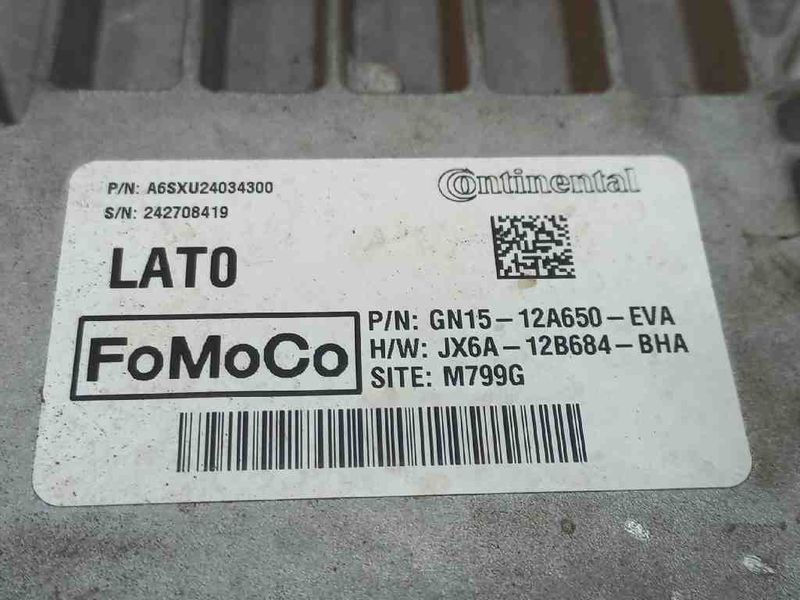 P/N: A6SXU24034300
S/N: 242708419
Continental
LAT0
FoMoCo
P/N: GN15-12A650-EVA
H/W: JX6A-12B684-BHA
SITE: M799G